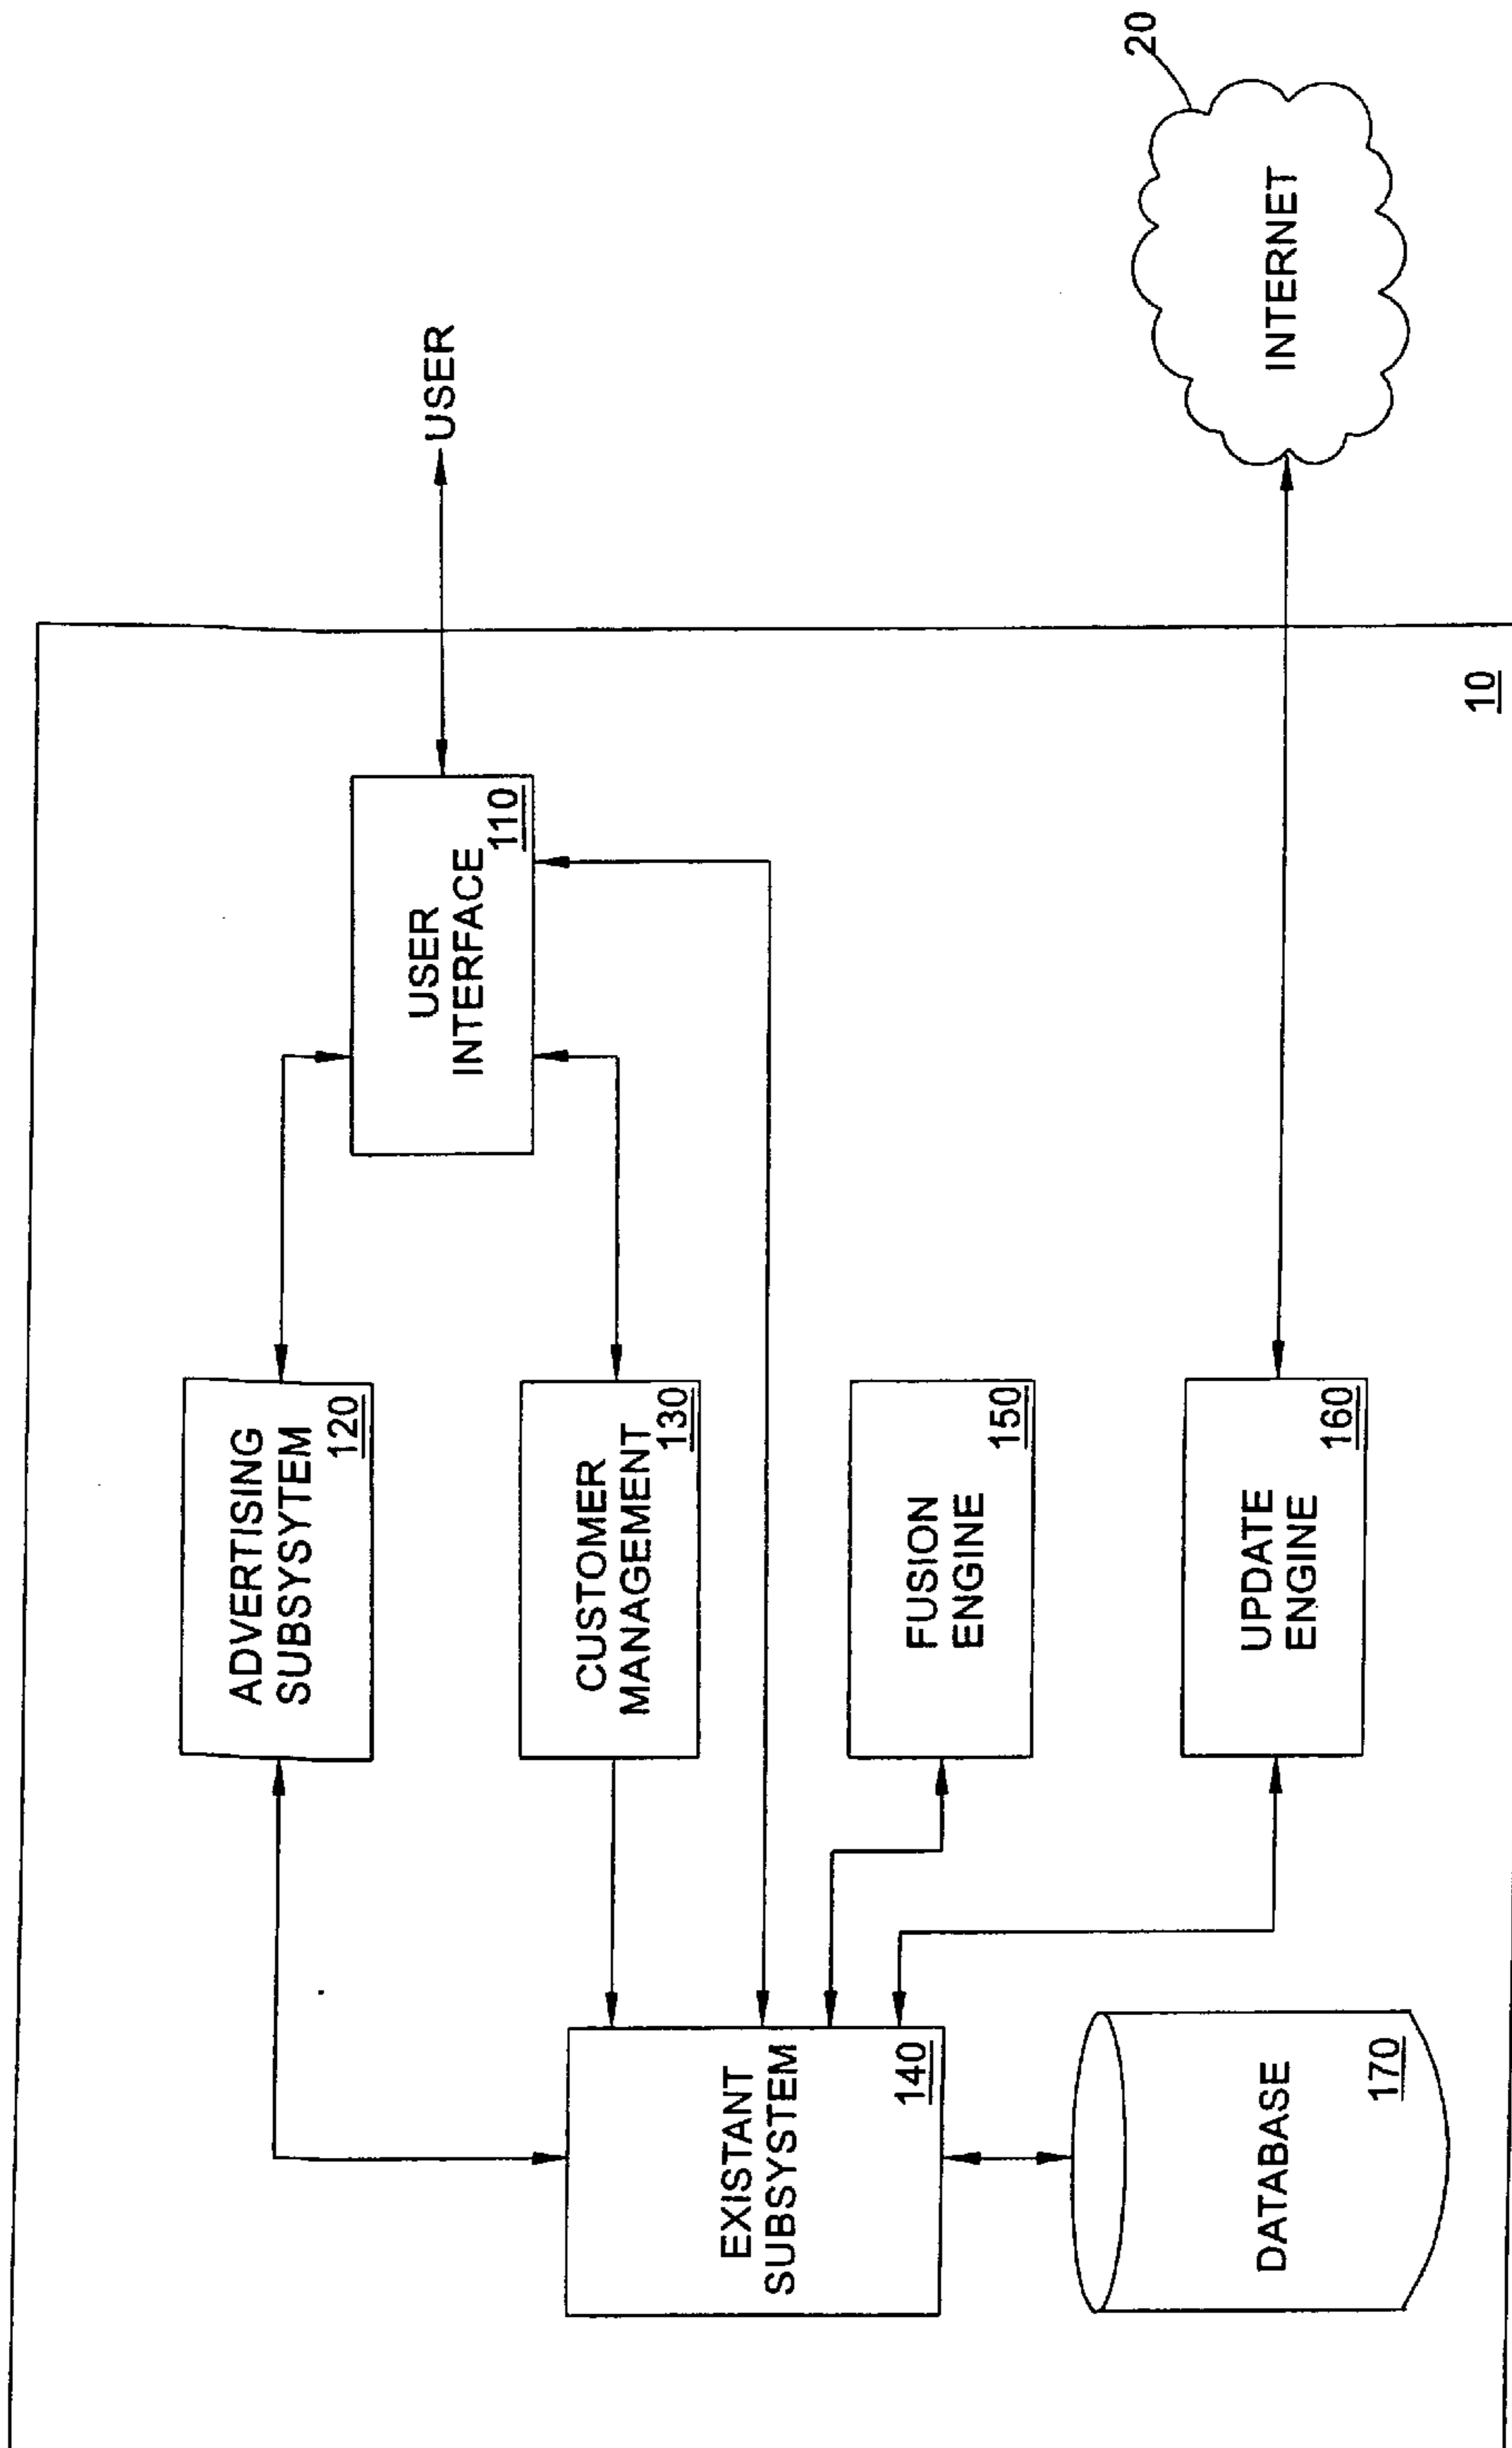 ADVERTISING
SUBSYSYTEM
120
USER
INTERFACE
110
USER
CUSTOMER
MANAGEMENT
130
EXISTANT
SUBSYSTEM
140
FUSION
ENGINE
150
UPDATE
ENGINE
160
DATABASE
170
INTERNET
20
10